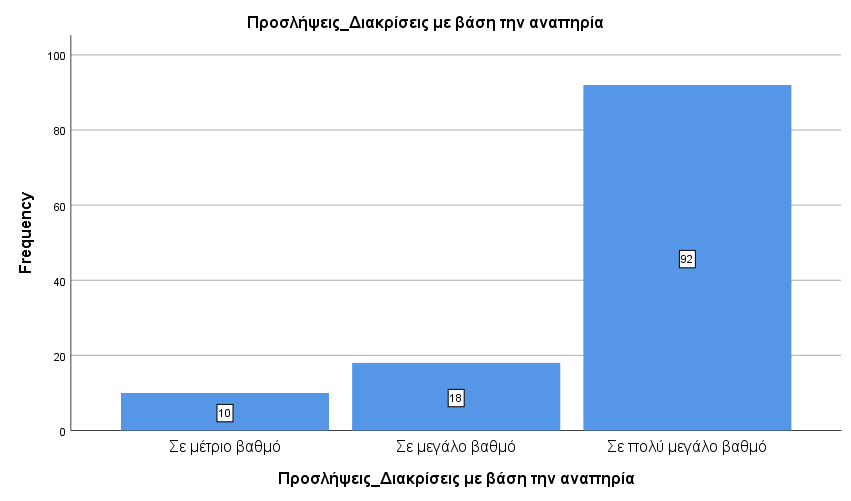 Προσλήψεις_Διακρίσεις με βάση την αναπηρία
100
80
60
40
20
0
Frequency
10
18
92
Σε μέτριο βαθμό
Σε μεγάλο βαθμό
Σε πολύ μεγάλο βαθμό
Προσλήψεις_Διακρίσεις με βάση την αναπηρία